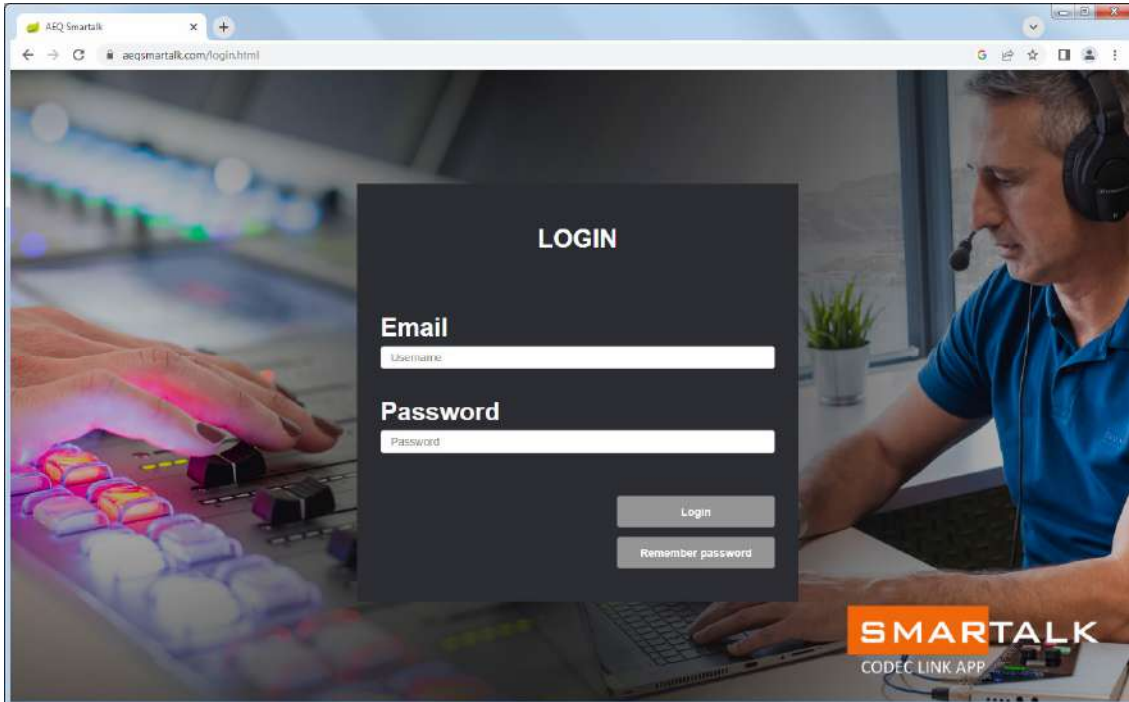 AEQ Smartalk
aeqsmartalk.com/login.html
LOGIN
Email
Username
Password
Password
Login
Remember password
SMARTALK
CODEC LINK APP